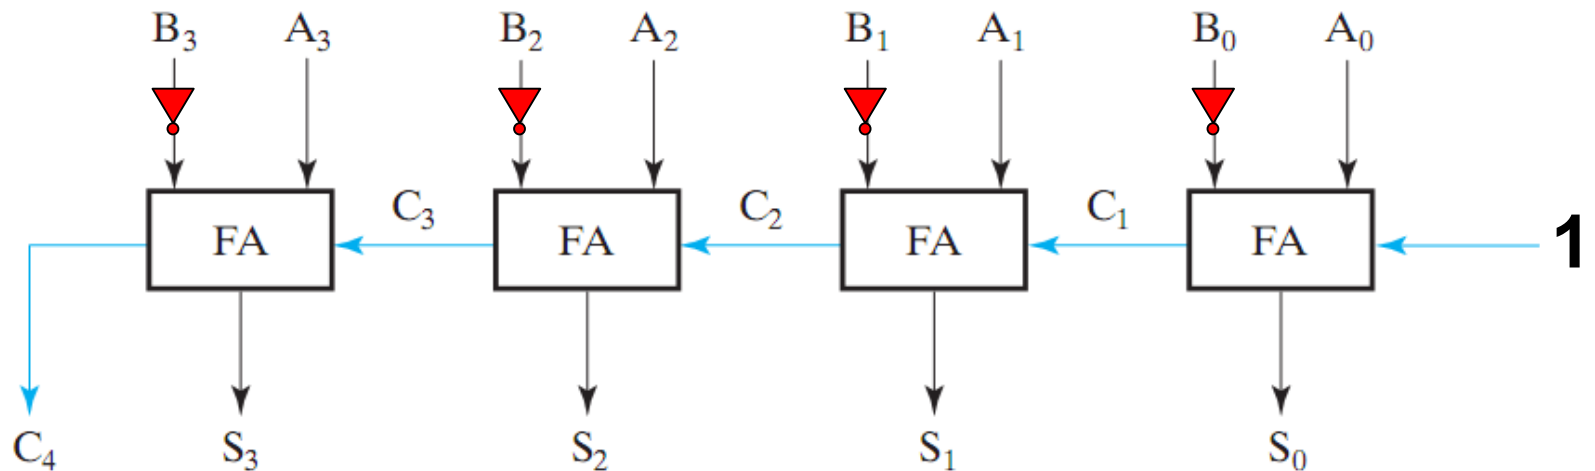 B₃ A₃ B₂ A₂ B₁ A₁ B₀ A₀
FA C₃ FA C₂ FA C₁ FA 1
C₄ S₃ S₂ S₁ S₀